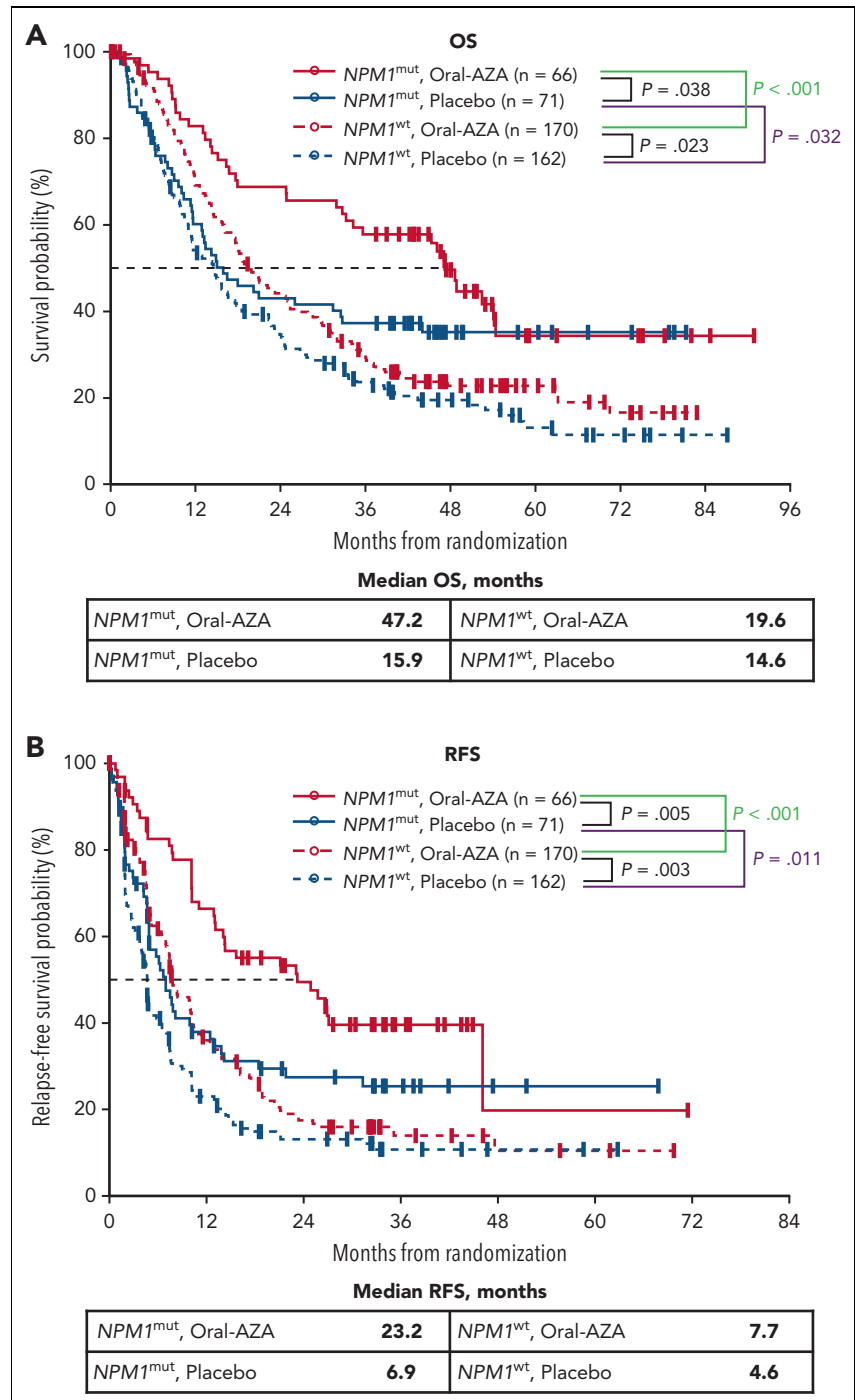 A
OS
NPM1mut, Oral-AZA (n = 66)
NPM1mut, Placebo (n = 71)
NPM1wt, Oral-AZA (n = 170)
NPM1wt, Placebo (n = 162)
P = .038
P < .001
P = .023
P = .032
Survival probability (%)
100
80
60
40
20
0
0 12 24 36 48 60 72 84 96
Months from randomization
Median OS, months
NPM1mut, Oral-AZA 47.2 NPM1wt, Oral-AZA 19.6
NPM1mut, Placebo 15.9 NPM1wt, Placebo 14.6
B
RFS
NPM1mut, Oral-AZA (n = 66)
NPM1mut, Placebo (n = 71)
NPM1wt, Oral-AZA (n = 170)
NPM1wt, Placebo (n = 162)
P = .005
P < .001
P = .003
P = .011
Relapse-free survival probability (%)
100
80
60
40
20
0
0 12 24 36 48 60 72 84
Months from randomization
Median RFS, months
NPM1mut, Oral-AZA 23.2 NPM1wt, Oral-AZA 7.7
NPM1mut, Placebo 6.9 NPM1wt, Placebo 4.6